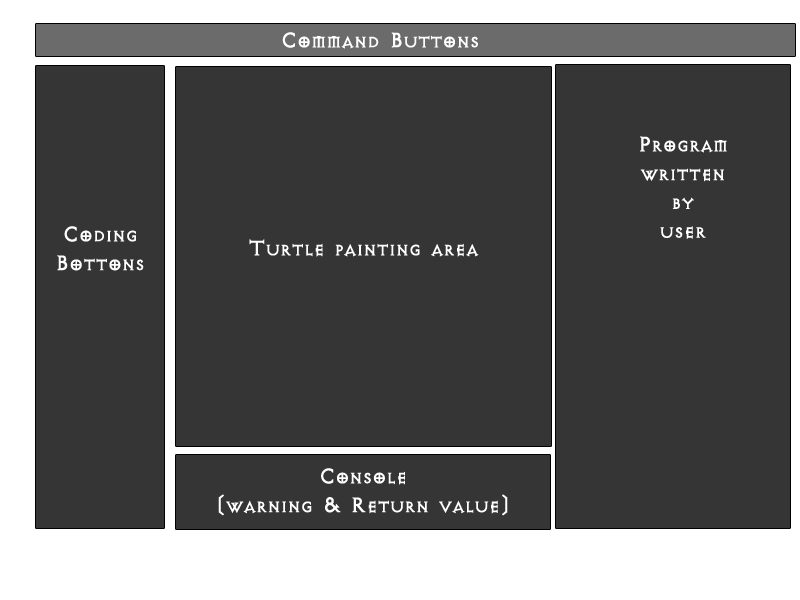 Command Buttons
Coding
Bottons
Turtle painting area
Program
written
by
user
Console
(warning & Return value)